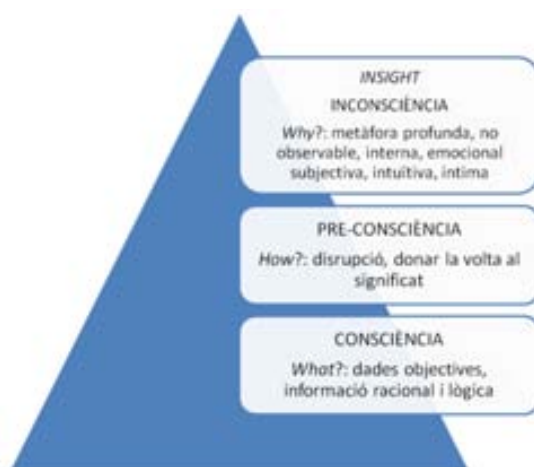 INSIGHT
INCONSCIÈNCIA
Why?: metàfora profunda, no
observable, interna, emocional
subjectiva, intuïtiva, íntima
PRE-CONSCIÈNCIA
How?: disrupció, donar la volta al
significat
CONSCIÈNCIA
What?: dades objectives,
informació racional i lògica